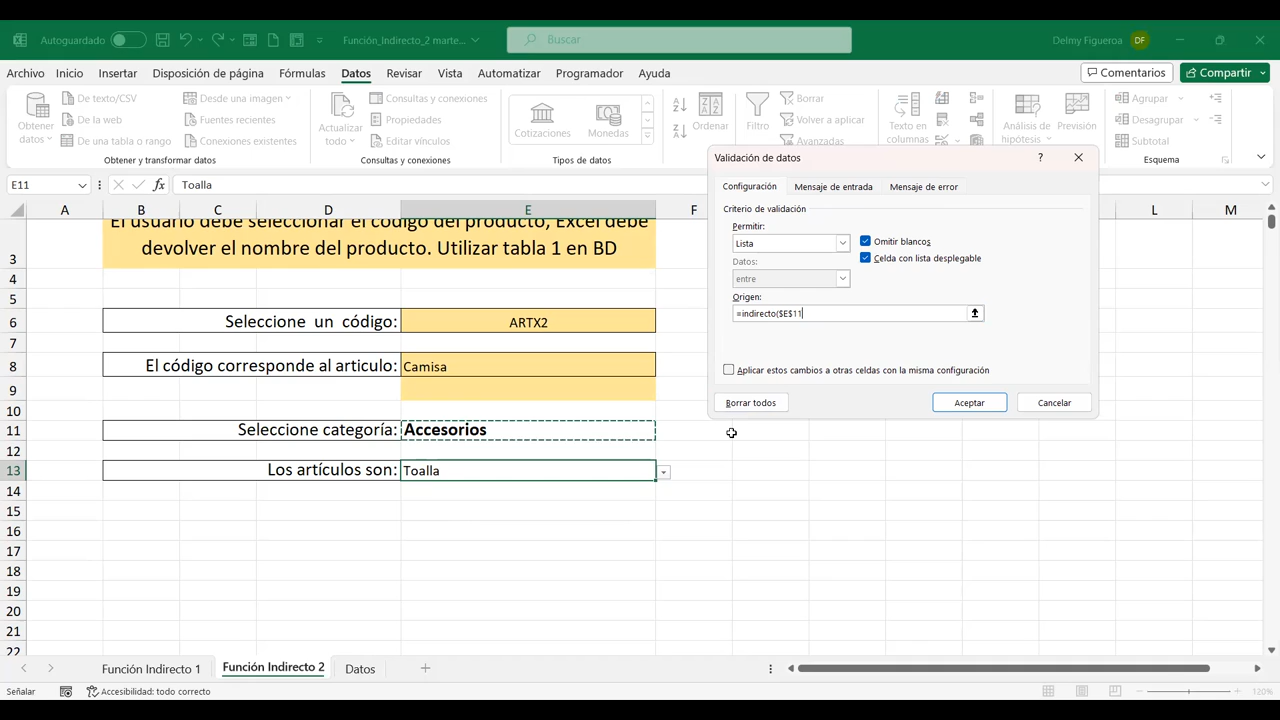 Autoguardado
Función_Indirecto_2 marte...
Buscar
Delmy Figueroa
DF
Archivo
Inicio
Insertar
Disposición de página
Fórmulas
Datos
Revisar
Vista
Automatizar
Programador
Ayuda
Comentarios
Compartir
Obtener
datos
De texto/CSV
De la web
De una tabla o rango
Desde una imagen
Fuentes recientes
Conexiones existentes
Obtener y transformar datos
Actualizar
todo
Consultas y conexiones
Propiedades
Editar vínculos
Consultas y conexiones
Cotizaciones
Monedas
Tipos de datos
Ordenar
Filtro
Borrar
Volver a aplicar
Avanzadas
Texto en
columnas
Análisis de
hipótesis
Previsión
Agrupar
Desagrupar
Subtotal
Esquema
E11
fx
Toalla
A B C D E F L M
3
El usuario debe seleccionar el código del producto, Excel debe
devolver el nombre del producto. Utilizar tabla 1 en BD
4
5
6 Seleccione un código: ARTX2
7
8 El código corresponde al articulo: Camisa
9
10
11 Seleccione categoría: Accesorios
12
13 Los artículos son: Toalla
14
15
16
17
18
19
20
21
22
Validación de datos
?
Configuración
Mensaje de entrada
Mensaje de error
Criterio de validación
Permitir:
Lista
Omitir blancos
Celda con lista desplegable
Datos:
entre
Origen:
=indirecto($E$11
Aplicar estos cambios a otras celdas con la misma configuración
Borrar todos
Aceptar
Cancelar
Función Indirecto 1
Función Indirecto 2
Datos
Señalar
Accesibilidad: todo correcto
120%